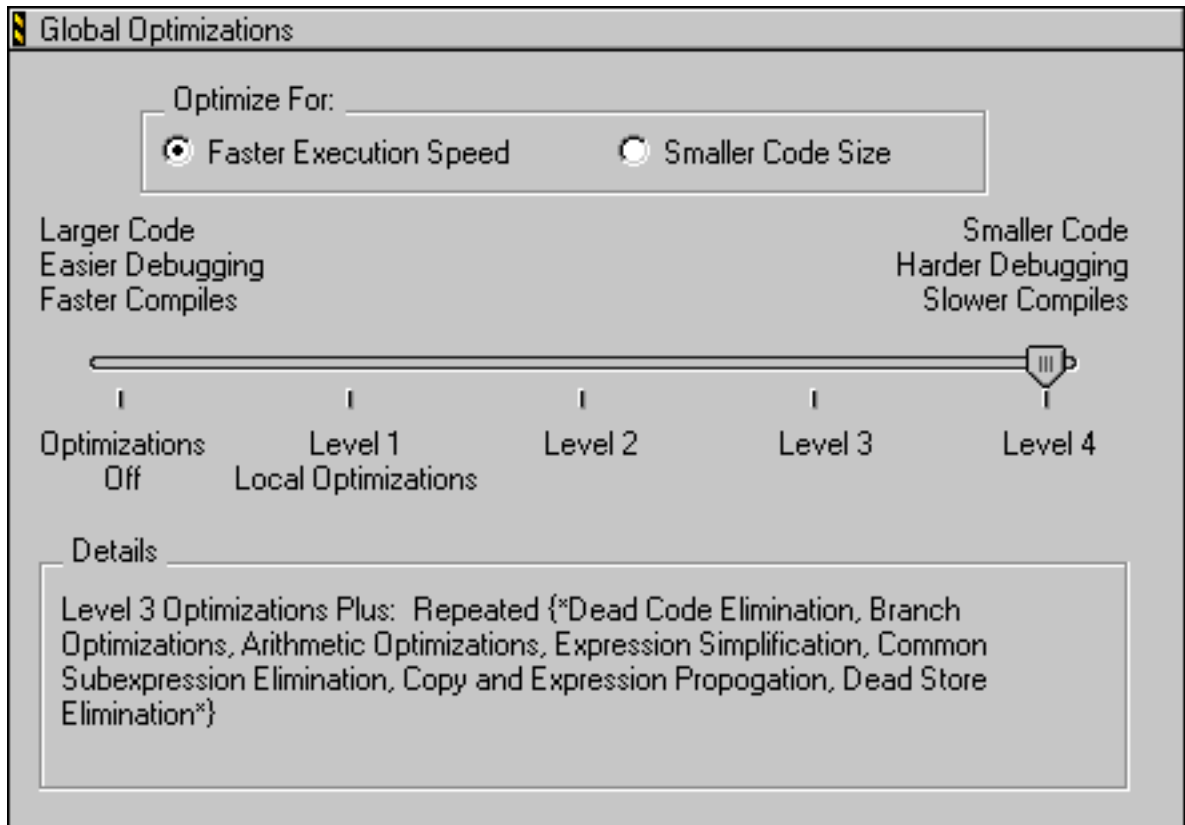 Global Optimizations
Optimize For:
Faster Execution Speed Smaller Code Size
Larger Code Smaller Code
Easier Debugging Harder Debugging
Faster Compiles Slower Compiles
Optimizations Level 1 Level 2 Level 3 Level 4
Off Local Optimizations
Details
Level 3 Optimizations Plus: Repeated {*Dead Code Elimination, Branch
Optimizations, Arithmetic Optimizations, Expression Simplification, Common
Subexpression Elimination, Copy and Expression Propogation, Dead Store
Elimination*}